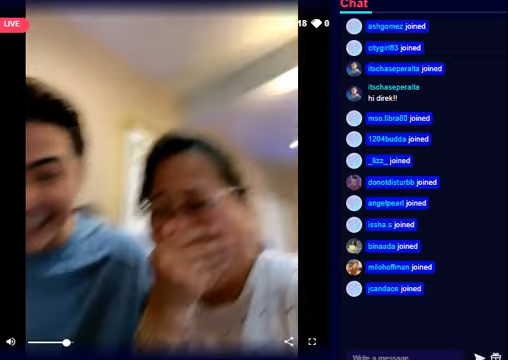 LIVE
18 0
Chat
ashgomez joined
citygirl63 joined
itschaseperalta joined
itschaseperalta
hi direk!!
mso.libra80 joined
1204budda joined
_lizz_ joined
donotdisturbb joined
angelpearl joined
issha.s joined
binaada joined
milohoffman joined
jcandace joined
Write a message